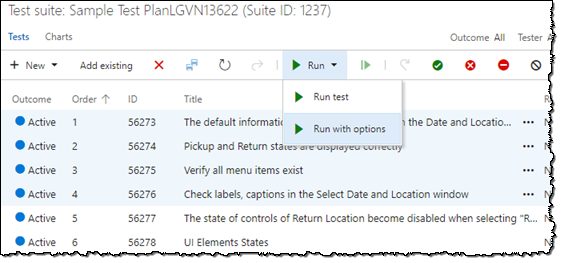 Test suite: Sample Test PlanLGVN13622 (Suite ID: 1237)
Tests Charts Outcome All Tester
New Add existing Run
Run test
Run with options
Outcome Order ID Title
Active 1 56273 The default informati the Date and Locatio...
Active 2 56274 Pickup and Return states are displayed correctly
Active 3 56275 Verify all menu items exist
Active 4 56276 Check labels, captions in the Select Date and Location window
Active 5 56277 The state of controls of Return Location become disabled when selecting "R...
Active 6 56278 UI Elements States